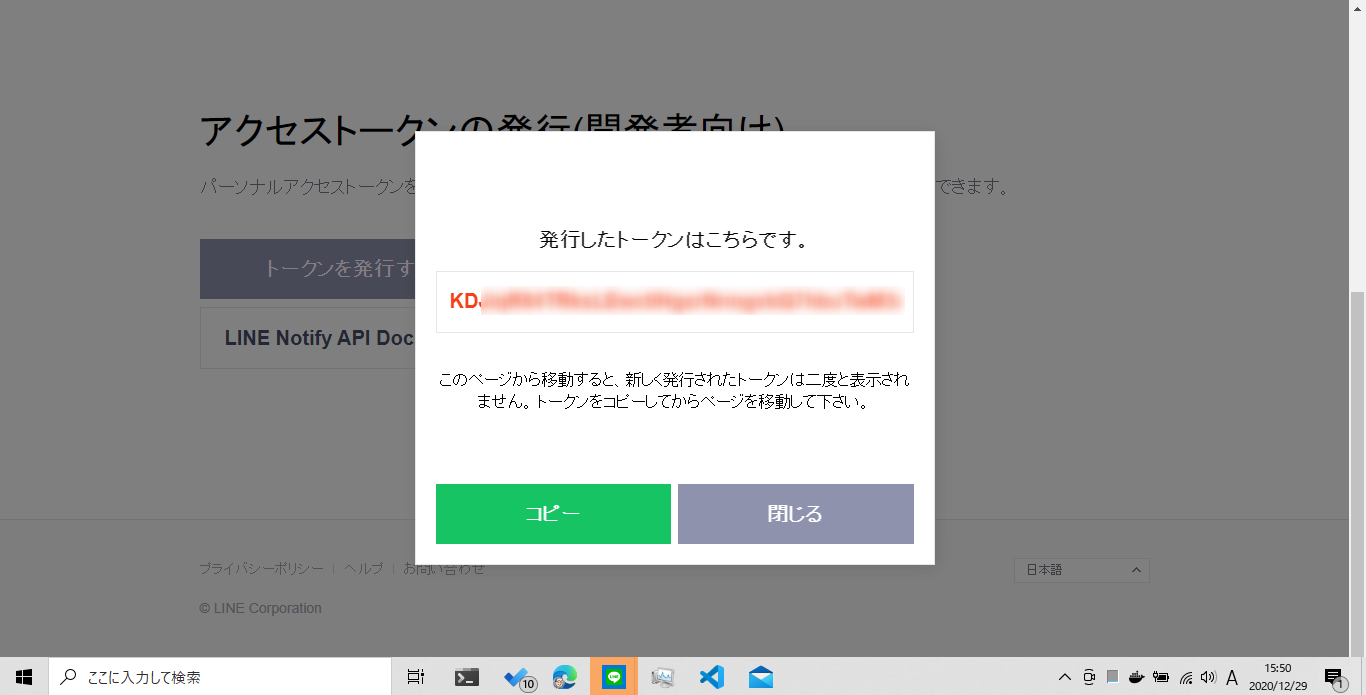 アクセストークンの発行(開発者向け)
パーソナルアクセストークンを
できます。
発行したトークンはこちらです。
トークンを発行す
KDJ
LINE Notify API Doc
このページから移動すると、新しく発行されたトークンは二度と表示され
ません。トークンをコピーしてからページを移動して下さい。
コピー
閉じる
プライバシーポリシー
ヘルプ
お問い合わせ
日本語
© LINE Corporation
ここに入力して検索
10
A
15:50
2020/12/29
1